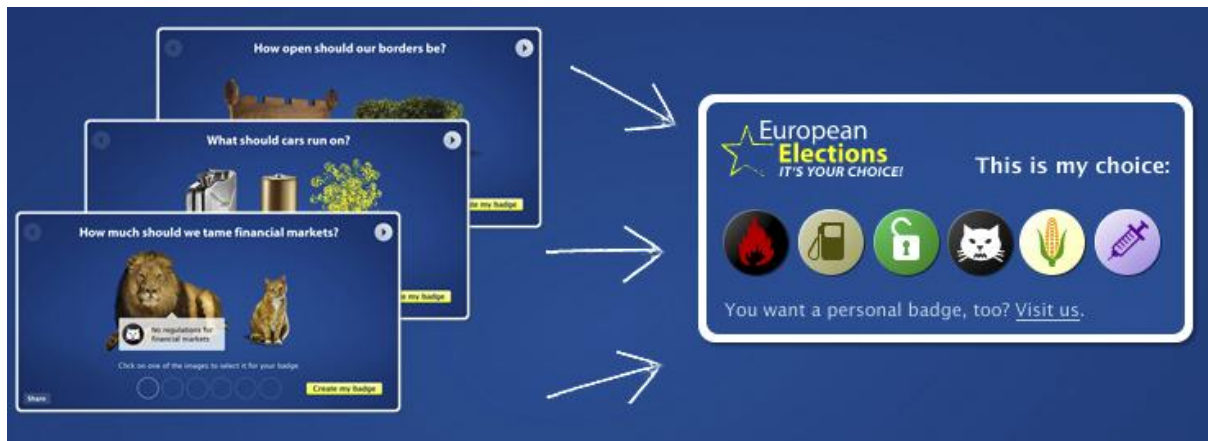 How open should our borders be?
What should cars run on?
te my badge
e my badge
How much should we tame financial markets?
No regulations for
financial markets
Click on one of the images to select it for your badge
Share
Create my badge
European
Elections
IT'S YOUR CHOICE!
This is my choice:
You want a personal badge, too? Visit us.